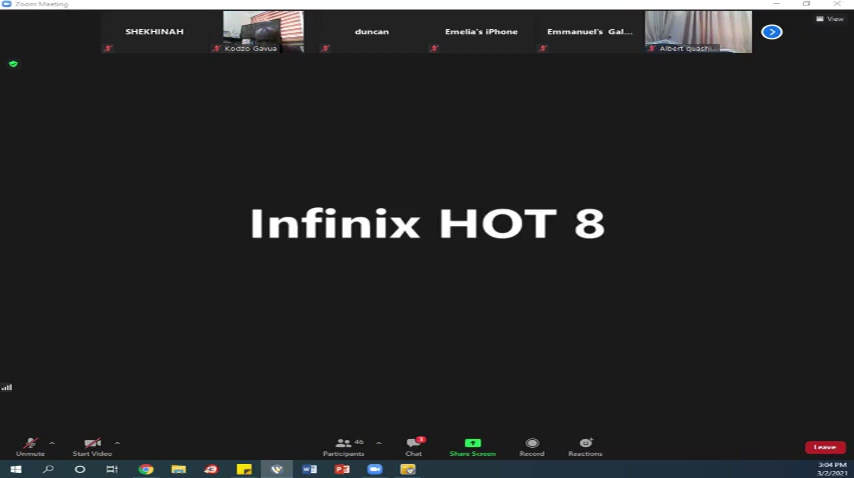 Zoom Meeting
View
SHEKHINAH
Kodzo Gavua
duncan
Emelia's iPhone
Emmanuel's Gal...
Albert quashi...
Infinix HOT 8
46
3
Unmute
Start Video
Participants
Chat
Share Screen
Record
Reactions
Leave
3:04 PM
3/2/2021